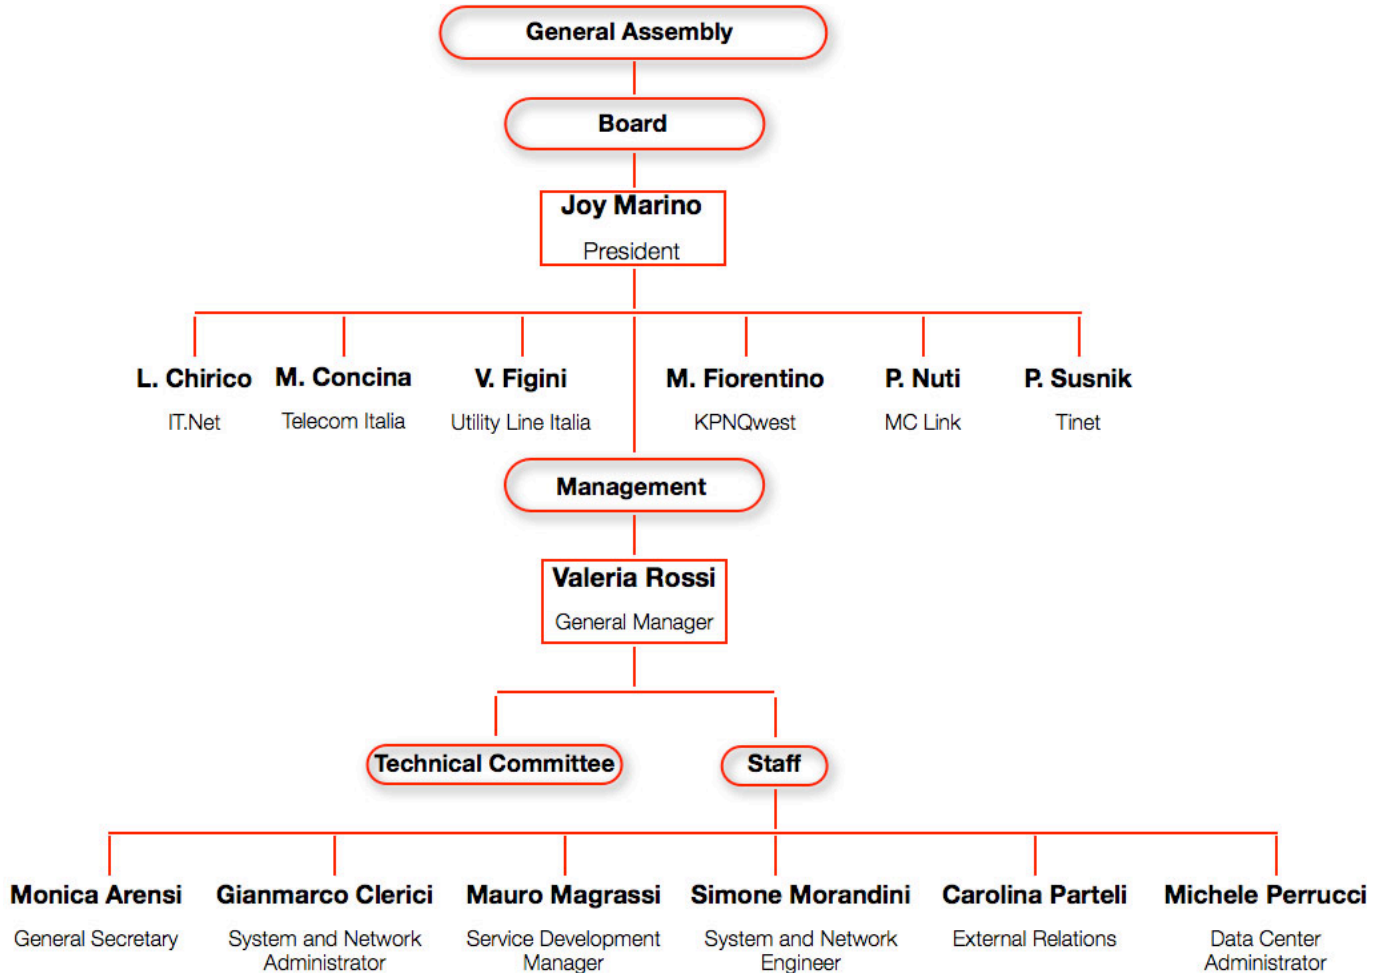 General Assembly
Board
Joy Marino
President
L. Chirico
IT.Net
M. Concina
Telecom Italia
V. Figini
Utility Line Italia
M. Fiorentino
KPNQwest
P. Nuti
MC Link
P. Susnik
Tinet
Management
Valeria Rossi
General Manager
Technical Committee
Staff
Monica Arensi
General Secretary
Gianmarco Clerici
System and Network
Administrator
Mauro Magrassi
Service Development
Manager
Simone Morandini
System and Network
Engineer
Carolina Parteli
External Relations
Michele Perrucci
Data Center
Administrator